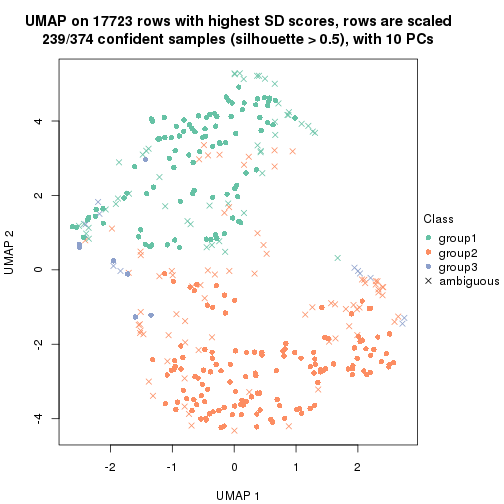 UMAP on 17723 rows with highest SD scores, rows are scaled
239/374 confident samples (silhouette > 0.5), with 10 PCs
4
2
0
-2
-4
UMAP 2
-2
-1
0
1
2
UMAP 1
Class
group1
group2
group3
ambiguous